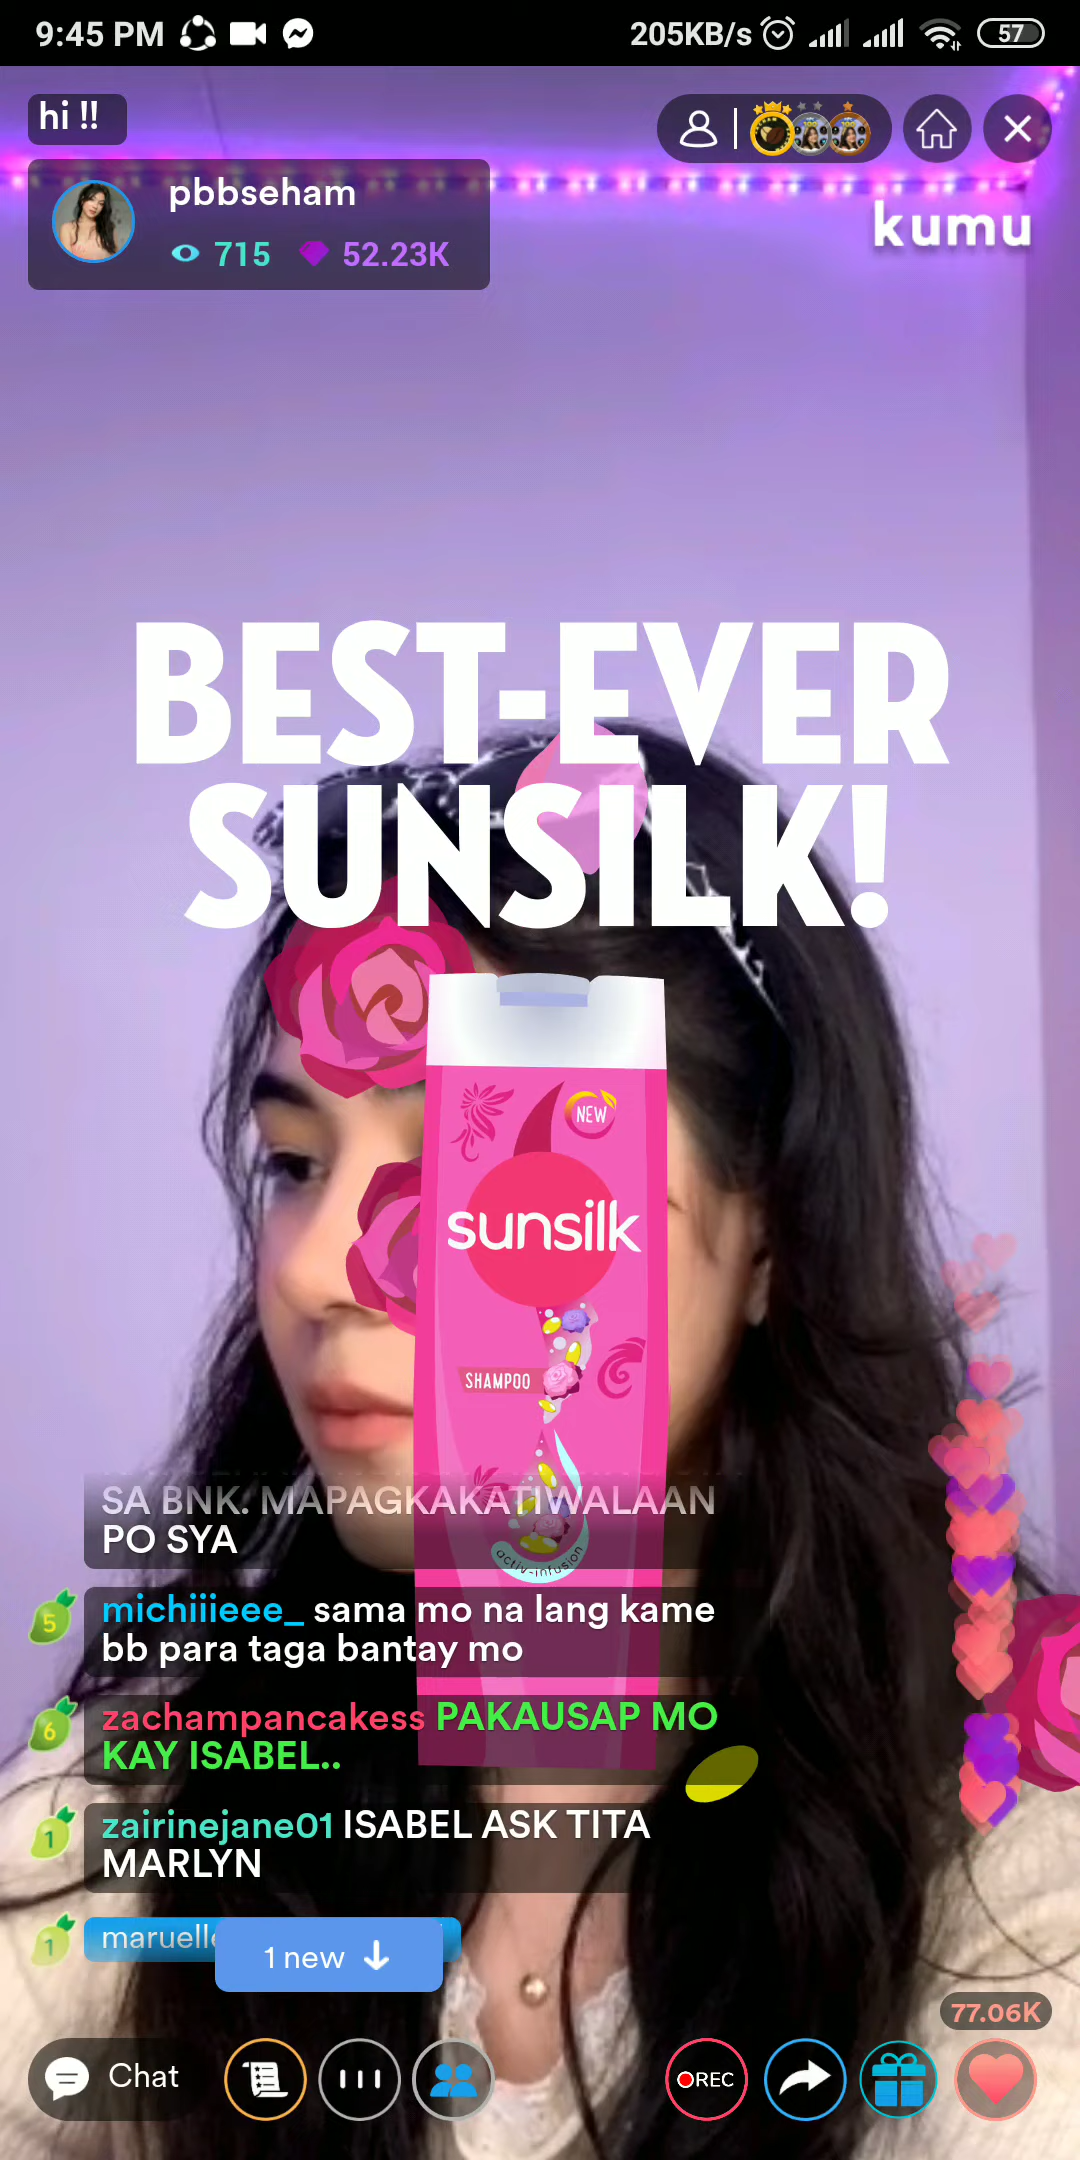 9:45 PM
205KB/s
57
hi !!
pbbseham
715 52.23K
kumu
BEST-EVER
SUNSILK!
NEW
sunsilk
SHAMPOO
activ-infusion
SA BNK. MAPAGKAKATIWALAAN
PO SYA
5
michiiieee_ sama mo na lang kame
bb para taga bantay mo
6
zachampancakess PAKAUSAP MO
KAY ISABEL..
1
zairinejane01 ISABEL ASK TITA
MARLYN
1
1 new
77.06K
Chat
REC